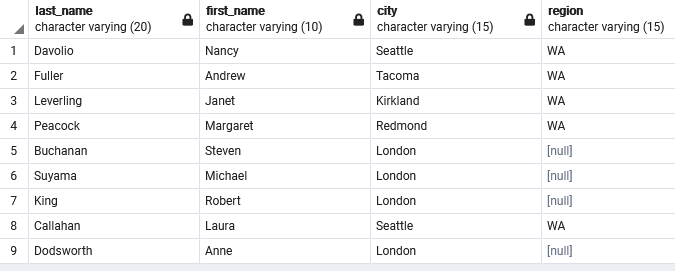 last_name first_name city region
character varying (20) character varying (10) character varying (15) character varying (15)
1 Davolio Nancy Seattle WA
2 Fuller Andrew Tacoma WA
3 Leverling Janet Kirkland WA
4 Peacock Margaret Redmond WA
5 Buchanan Steven London [null]
6 Suyama Michael London [null]
7 King Robert London [null]
8 Callahan Laura Seattle WA
9 Dodsworth Anne London [null]